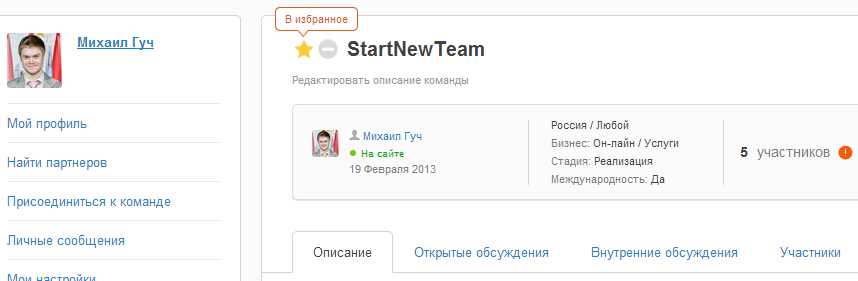 Михаил Гуч
Мой профиль
Найти партнеров
Присоединиться к команде
Личные сообщения
Мои настройки
В избранное
StartNewTeam
Редактировать описание команды
Михаил Гуч
На сайте
19 Февраля 2013
Россия / Любой
Бизнес: Он-лайн / Услуги
Стадия: Реализация
Международность: Да
5 участников !
Описание Открытые обсуждения Внутренние обсуждения Участники